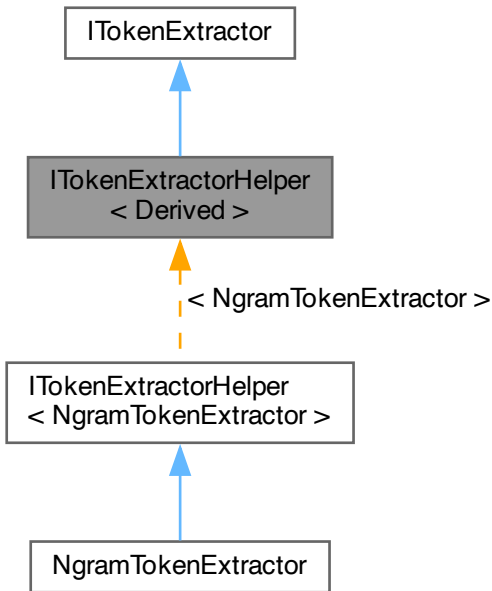 ITokenExtractor
ITokenExtractorHelper
< Derived >
< NgramTokenExtractor >
ITokenExtractorHelper
< NgramTokenExtractor >
NgramTokenExtractor